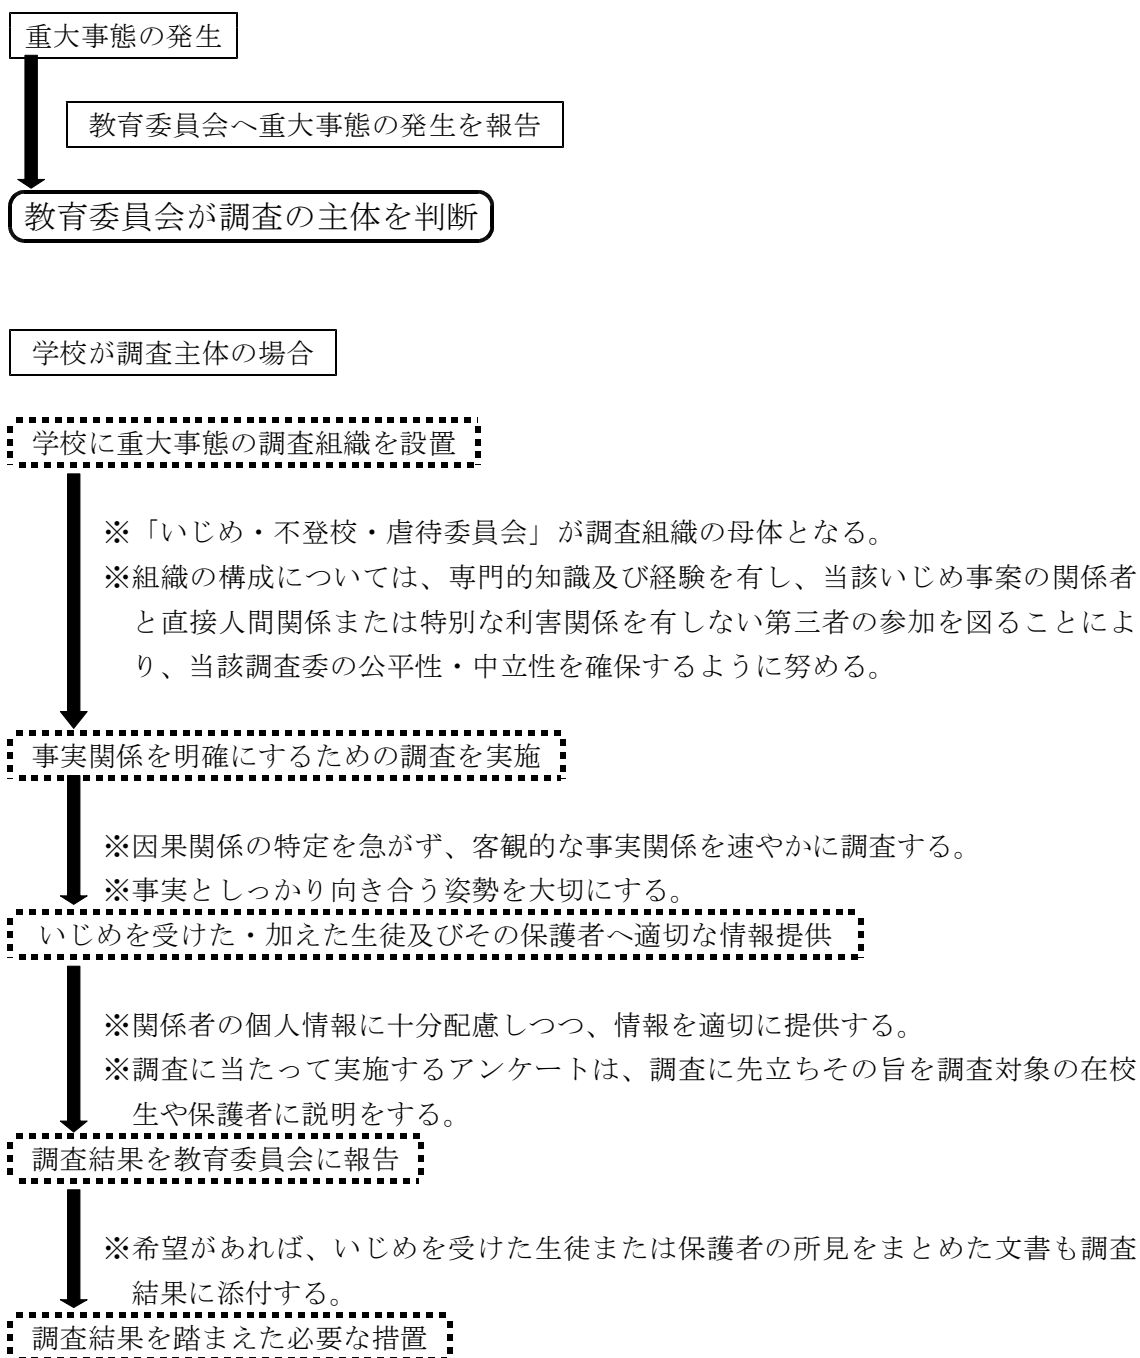 重大事態の発生
教育委員会へ重大事態の発生を報告
教育委員会が調査の主体を判断
学校が調査主体の場合
学校に重大事態の調査組織を設置
※「いじめ・不登校・虐待委員会」が調査組織の母体となる。
※組織の構成については、専門的知識及び経験を有し、当該いじめ事案の関係者
と直接人間関係または特別な利害関係を有しない第三者の参加を図ることによ
り、当該調査委の公平性・中立性を確保するように努める。
事実関係を明確にするための調査を実施
※因果関係の特定を急がず、客観的な事実関係を速やかに調査する。
※事実としっかり向き合う姿勢を大切にする。
いじめを受けた・加えた生徒及びその保護者へ適切な情報提供
※関係者の個人情報に十分配慮しつつ、情報を適切に提供する。
※調査に当たって実施するアンケートは、調査に先立ちその旨を調査対象の在校
生や保護者に説明をする。
調査結果を教育委員会に報告
※希望があれば、いじめを受けた生徒または保護者の所見をまとめた文書も調査
結果に添付する。
調査結果を踏まえた必要な措置